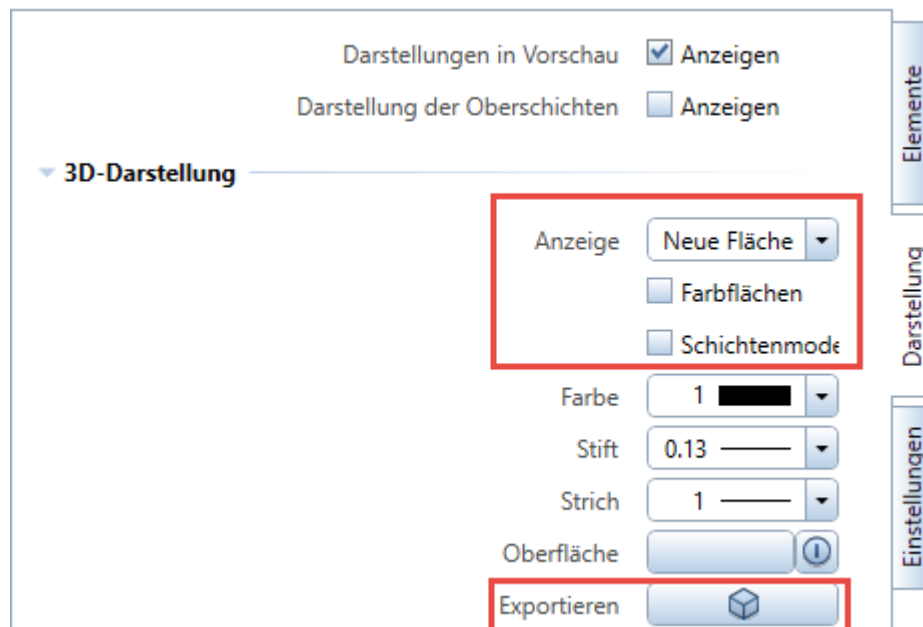 Darstellungen in Vorschau Anzeigen
Darstellung der Oberschichten Anzeigen
3D-Darstellung
Anzeige Neue Fläche
Farbflächen
Schichtenmode
Farbe 1
Stift 0.13
Strich 1
Oberfläche
Exportieren
Elemente
Darstellung
Einstellungen